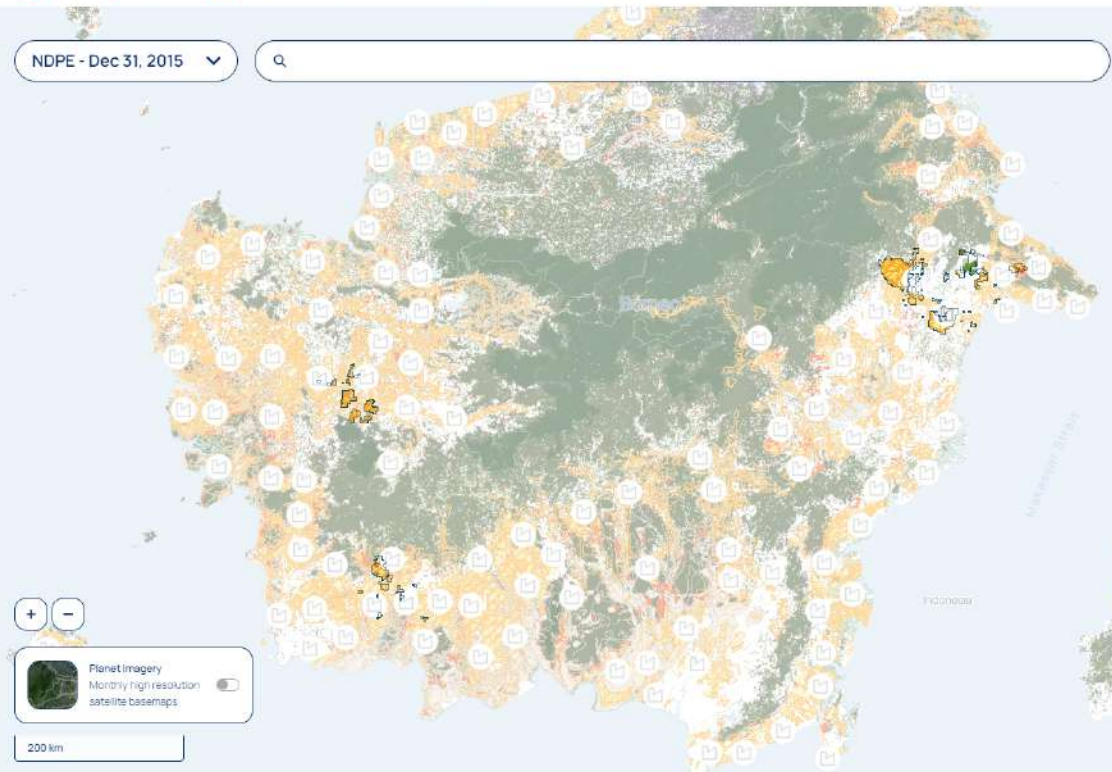 NDPE - Dec 31, 2015
Borneo
Makassar Strait
Indonesia
+ −
Planet Imagery
Monthly high resolution
satellite basemaps
200 km